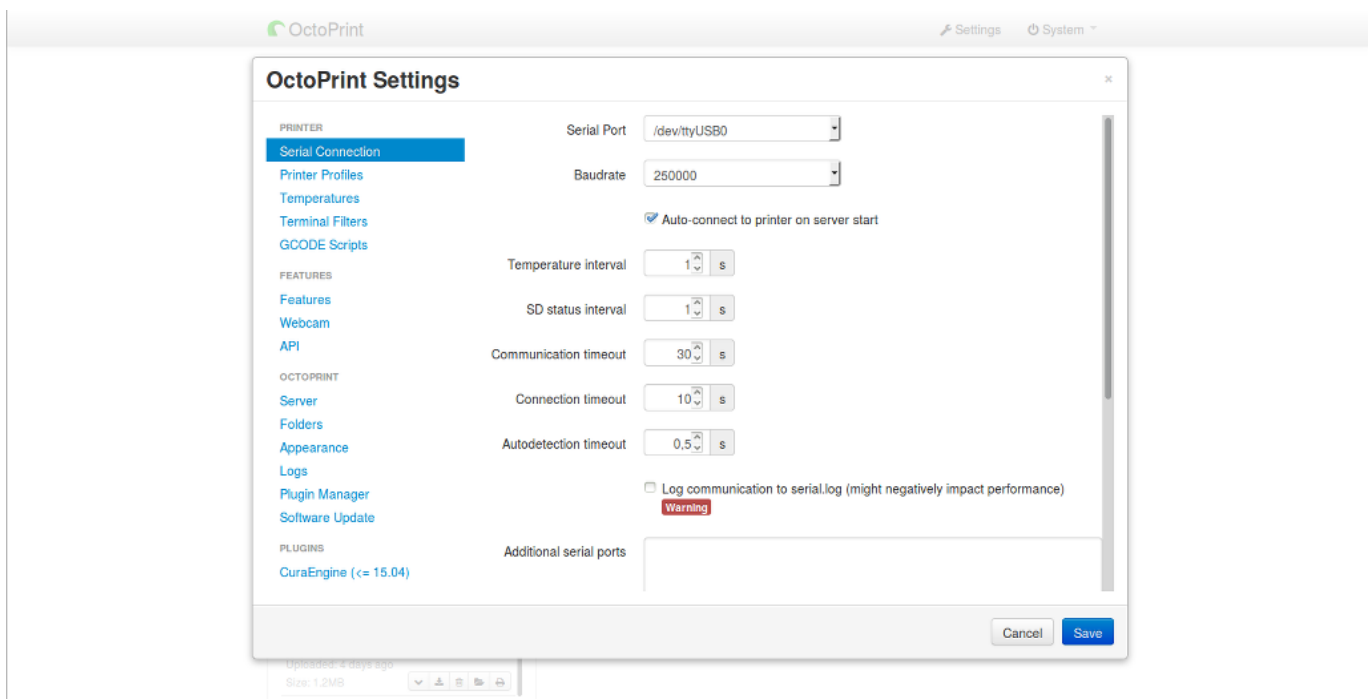 OctoPrint
Settings
System
OctoPrint Settings
×
PRINTER
Serial Connection
Printer Profiles
Temperatures
Terminal Filters
GCODE Scripts
FEATURES
Features
Webcam
API
OCTOPRINT
Server
Folders
Appearance
Logs
Plugin Manager
Software Update
PLUGINS
CuraEngine (<= 15.04)
Serial Port /dev/ttyUSB0
Baudrate 250000
Auto-connect to printer on server start
Temperature interval 1 s
SD status interval 1 s
Communication timeout 30 s
Connection timeout 10 s
Autodetection timeout 0,5 s
Log communication to serial.log (might negatively impact performance)
Warning
Additional serial ports
Cancel
Save
Uploaded: 4 days ago
Size: 1.2MB